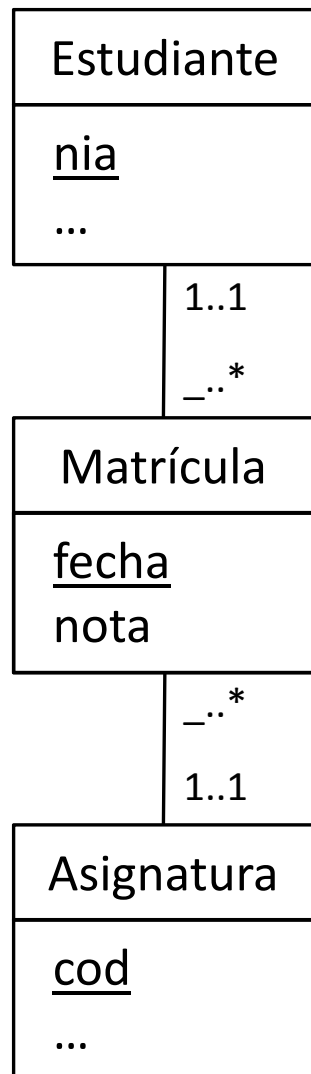 Estudiante
nia
...
1..1
_..*
Matrícula
fecha
nota
_..*
1..1
Asignatura
cod
...